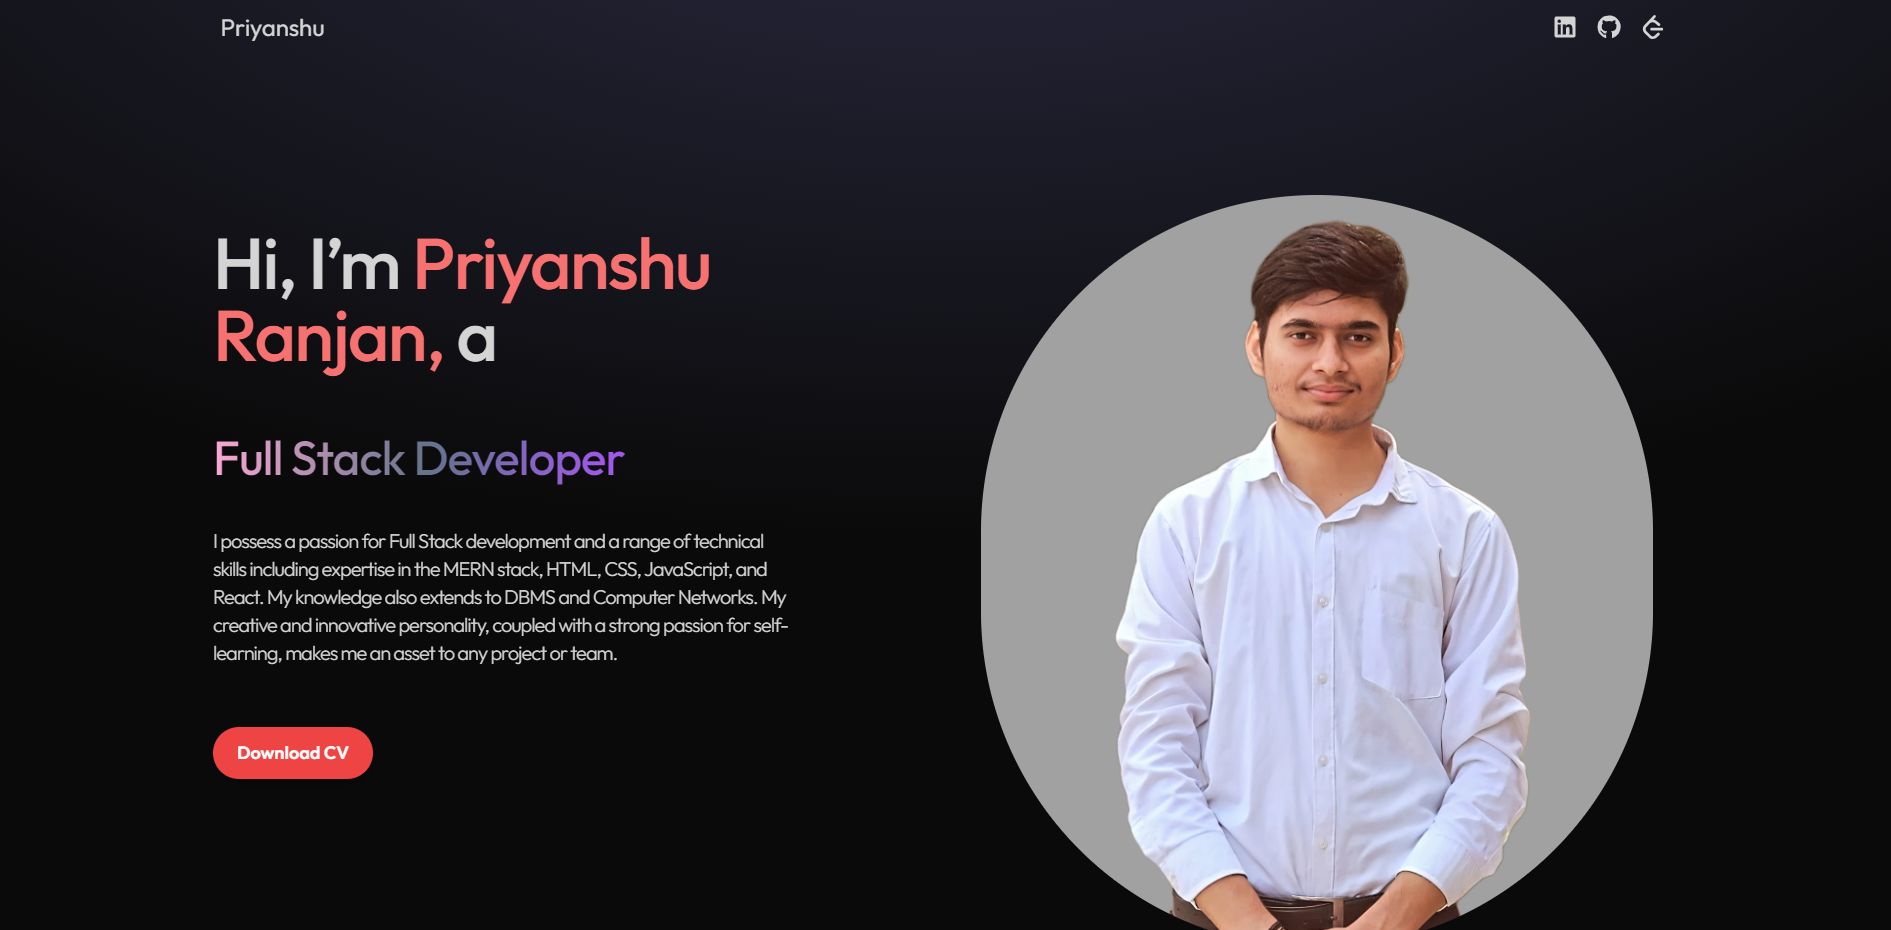 Priyanshu
Hi, I’m Priyanshu
Ranjan, a
Full Stack Developer
I possess a passion for Full Stack development and a range of technical
skills including expertise in the MERN stack, HTML, CSS, JavaScript, and
React. My knowledge also extends to DBMS and Computer Networks. My
creative and innovative personality, coupled with a strong passion for self-
learning, makes me an asset to any project or team.
Download CV